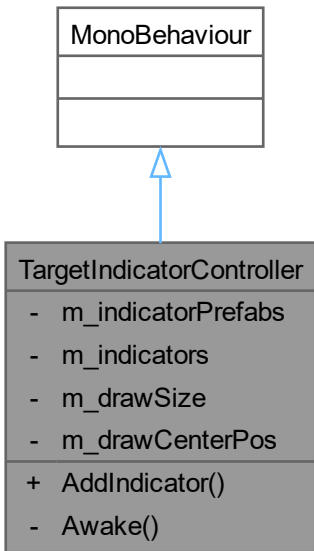 MonoBehaviour
TargetIndicatorController
- m_indicatorPrefabs
- m_indicators
- m_drawSize
- m_drawCenterPos
+ AddIndicator()
- Awake()